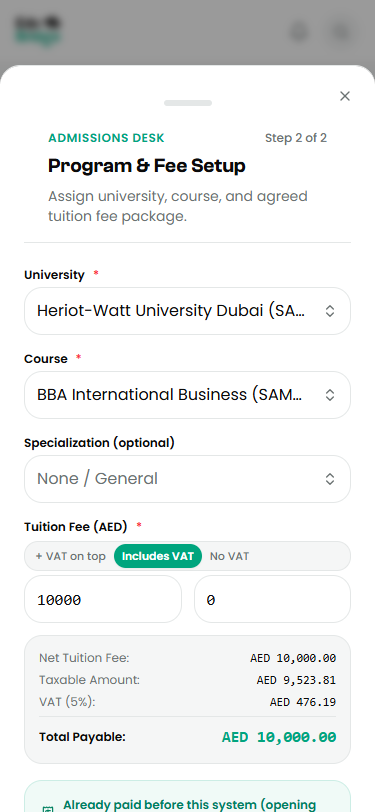 ADMISSIONS DESK
Step 2 of 2
Program & Fee Setup
Assign university, course, and agreed
tuition fee package.
University *
Heriot-Watt University Dubai (SA...
Course *
BBA International Business (SAM...
Specialization (optional)
None / General
Tuition Fee (AED) *
+ VAT on top Includes VAT No VAT
10000 0
Net Tuition Fee: AED 10,000.00
Taxable Amount: AED 9,523.81
VAT (5%): AED 476.19
Total Payable: AED 10,000.00
Already paid before this system (opening